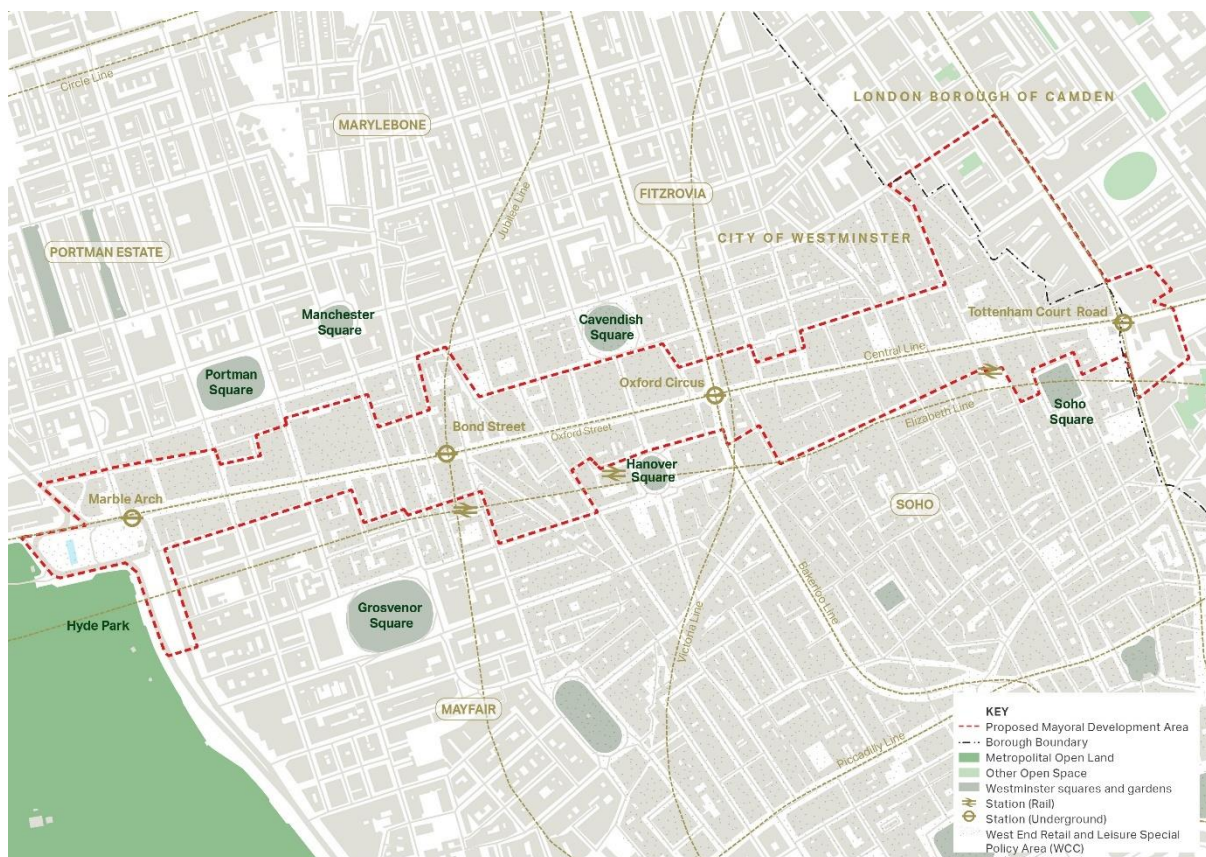 Circle Line
LONDON BOROUGH OF CAMDEN
MARYLEBONE
Jubilee Line
FITZROVIA
CITY OF WESTMINSTER
PORTMAN ESTATE
Manchester
Square
Cavendish
Square
Tottenham Court Road
Central Line
Portman
Square
Oxford Circus
Elizabeth Line
Soho
Square
Bond Street
Oxford Street
Hanover
Square
Marble Arch
SOHO
Bakerloo Line
Grosvenor
Square
Hyde Park
Victoria Line
MAYFAIR
Piccadilly Line
KEY
Proposed Mayoral Development Area
Borough Boundary
Metropolital Open Land
Other Open Space
Westminster squares and gardens
Station (Rail)
Station (Underground)
West End Retail and Leisure Special
Policy Area (WCC)